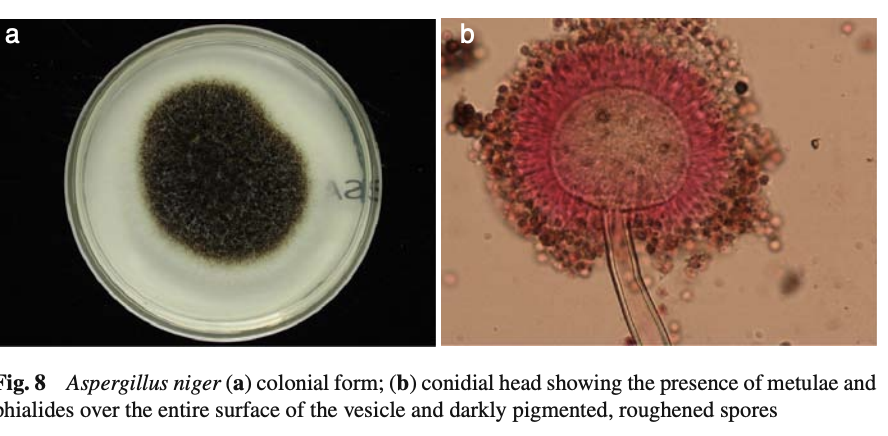 a
b
Fig. 8 Aspergillus niger (a) colonial form; (b) conidial head showing the presence of metulae and
phialides over the entire surface of the vesicle and darkly pigmented, roughened spores